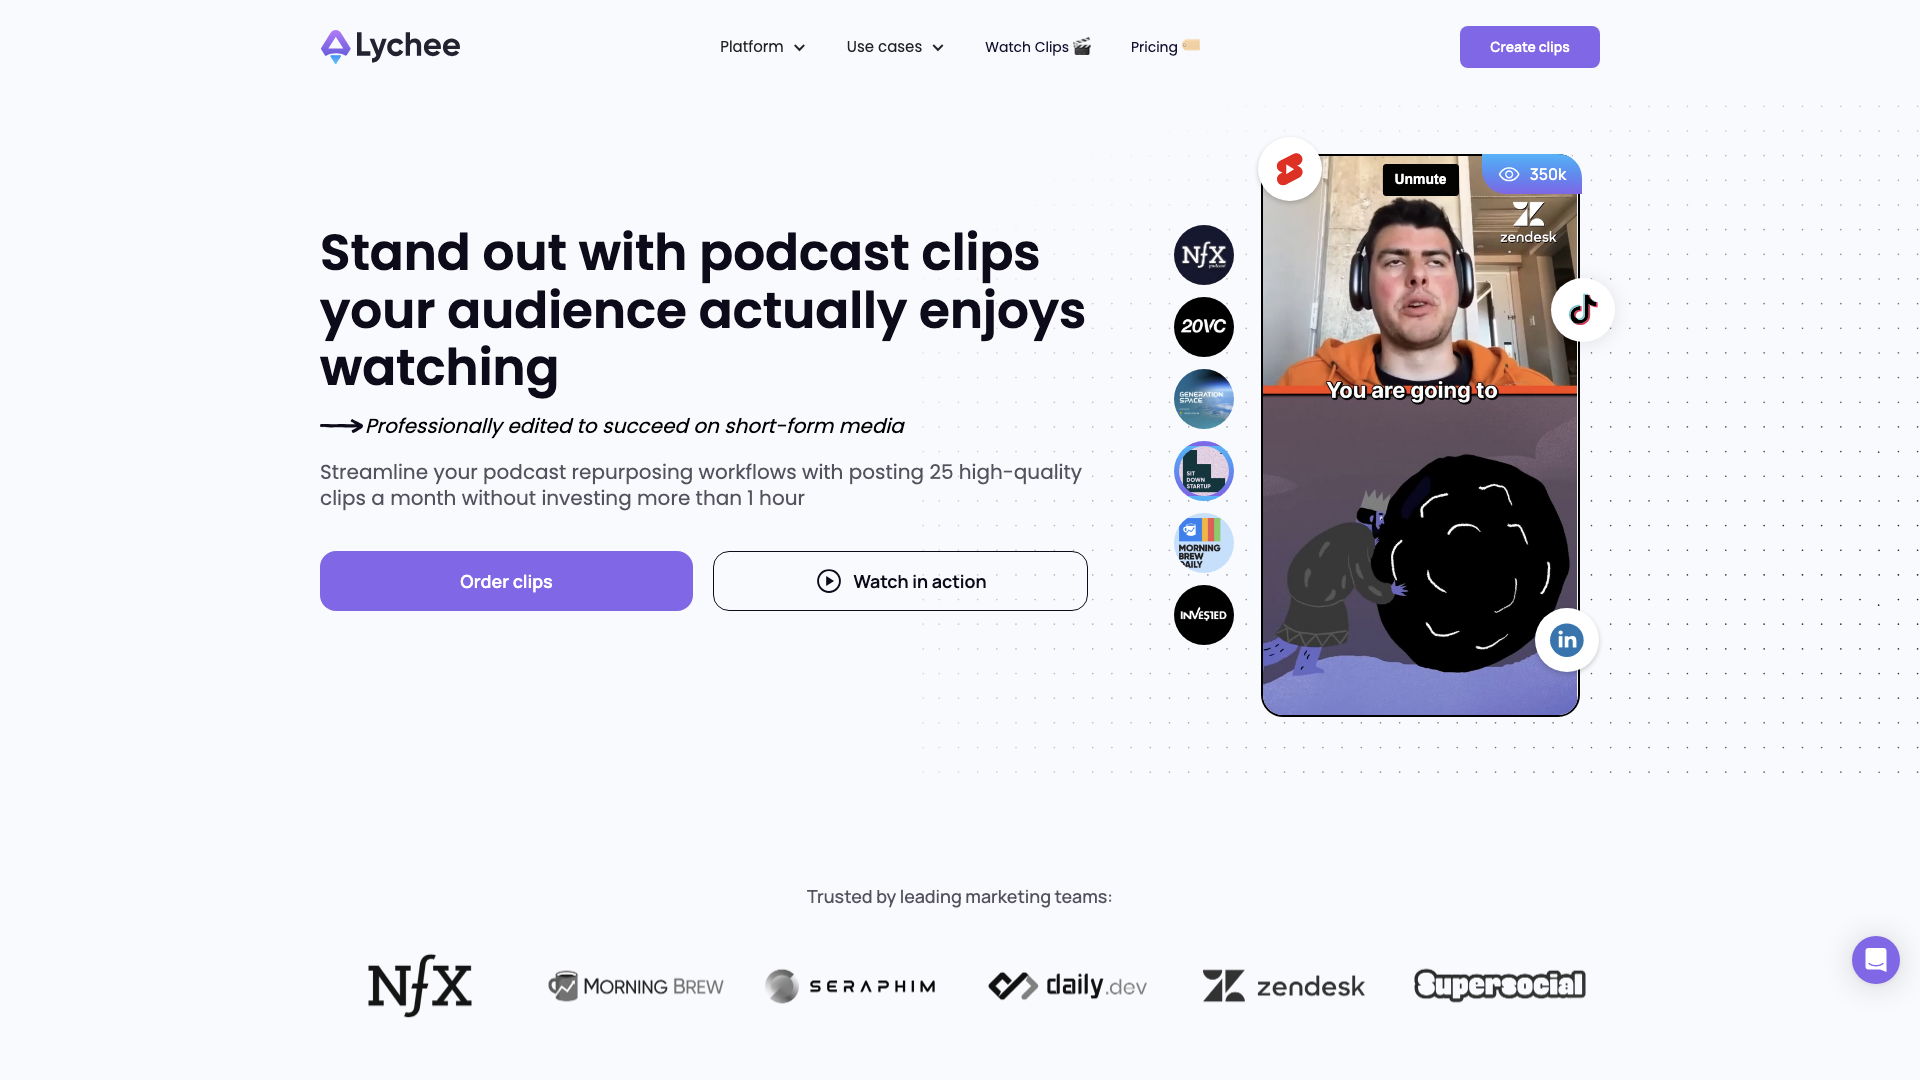 Lychee
Platform
Use cases
Watch Clips
Pricing
Create clips
Stand out with podcast clips
your audience actually enjoys
watching
Professionally edited to succeed on short-form media
Streamline your podcast repurposing workflows with posting 25 high-quality
clips a month without investing more than 1 hour
Order clips
Watch in action
NfX
podcast
20VC
GENERATION
SPACE
SIT
DOWN
STARTUP
MORNING
BREW
DAILY
INVESTED
Unmute
350k
zendesk
You are going to
in
Trusted by leading marketing teams:
NfX
MORNING BREW
SERAPHIM
daily.dev
zendesk
Supersocial